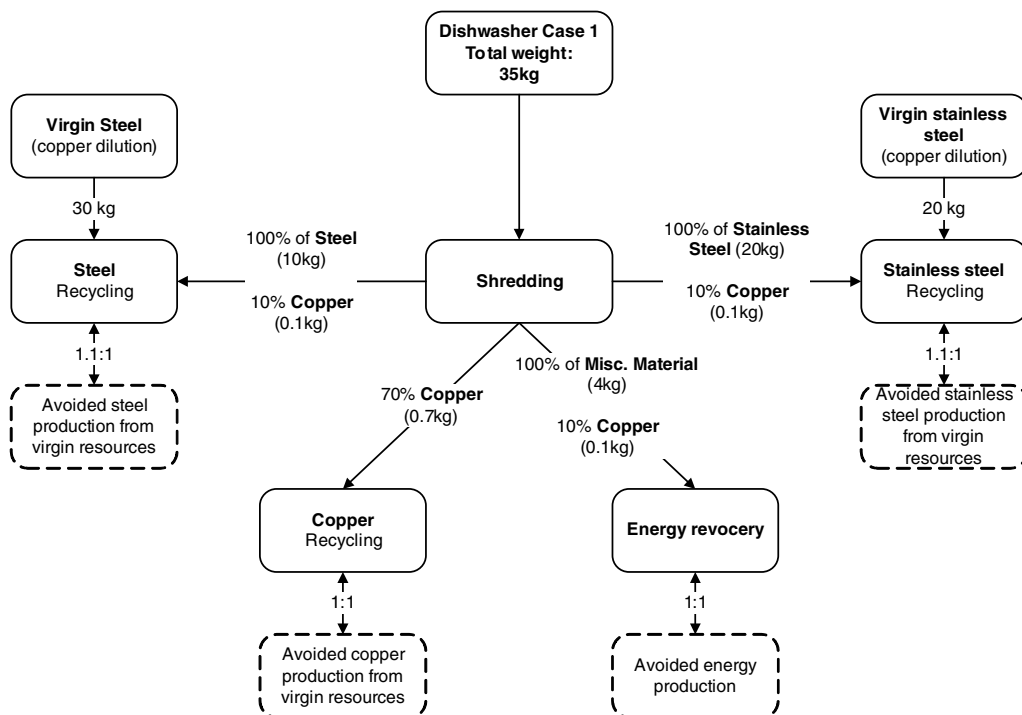 Dishwasher Case 1
Total weight:
35kg
Virgin Steel
(copper dilution)
Virgin stainless
steel
(copper dilution)
30 kg
20 kg
100% of Steel
(10kg)
10% Copper
(0.1kg)
100% of Stainless
Steel (20kg)
10% Copper
(0.1kg)
Steel
Recycling
Shredding
Stainless steel
Recycling
1.1:1
1.1:1
70% Copper
(0.7kg)
100% of Misc. Material
(4kg)
10% Copper
(0.1kg)
Avoided steel
production from
virgin resources
Avoided stainless
steel production
from virgin
resources
Copper
Recycling
Energy revocery
1:1
1:1
Avoided copper
production from
virgin resources
Avoided energy
production